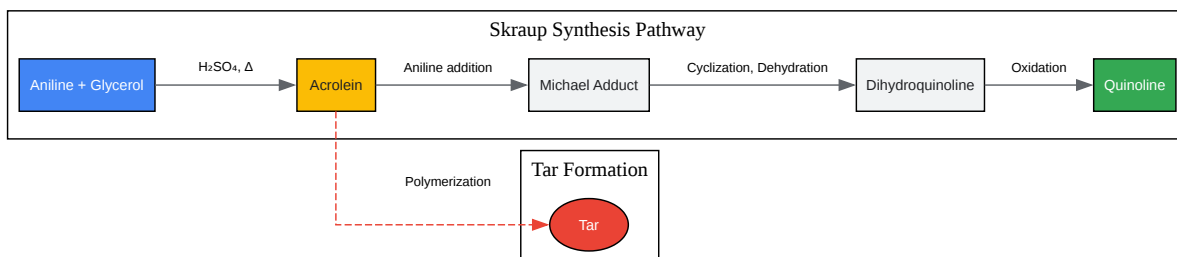 Skraup Synthesis Pathway
Aniline + Glycerol
H₂SO₄, Δ
Acrolein
Aniline addition
Michael Adduct
Cyclization, Dehydration
Dihydroquinoline
Oxidation
Quinoline
Tar Formation
Polymerization
Tar